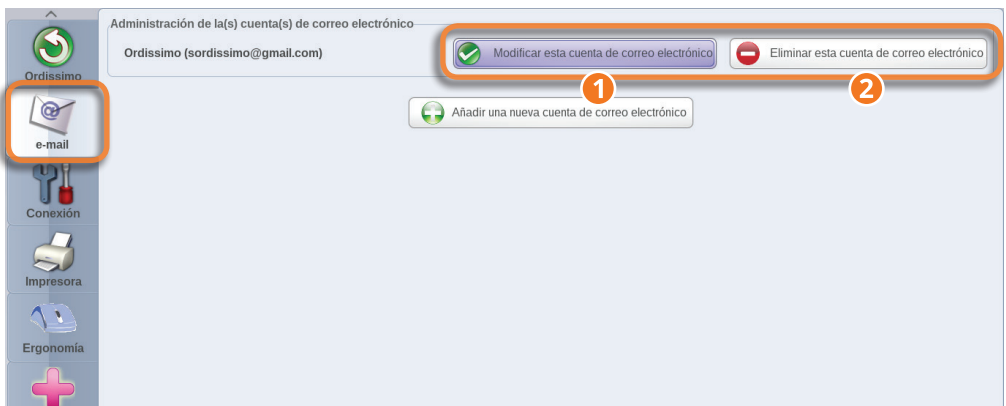 Administración de la(s) cuenta(s) de correo electrónico
Ordissimo (sordissimo@gmail.com)
Modificar esta cuenta de correo electrónico
Eliminar esta cuenta de correo electrónico
1
2
Añadir una nueva cuenta de correo electrónico
Ordissimo
@
e-mail
Conexión
Impresora
Ergonomía